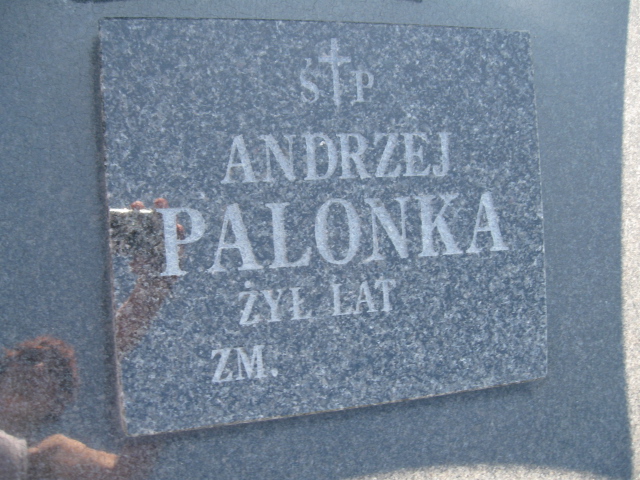 Ś P
ANDRZEJ
PALONKA
ŻYŁ LAT
ZM.